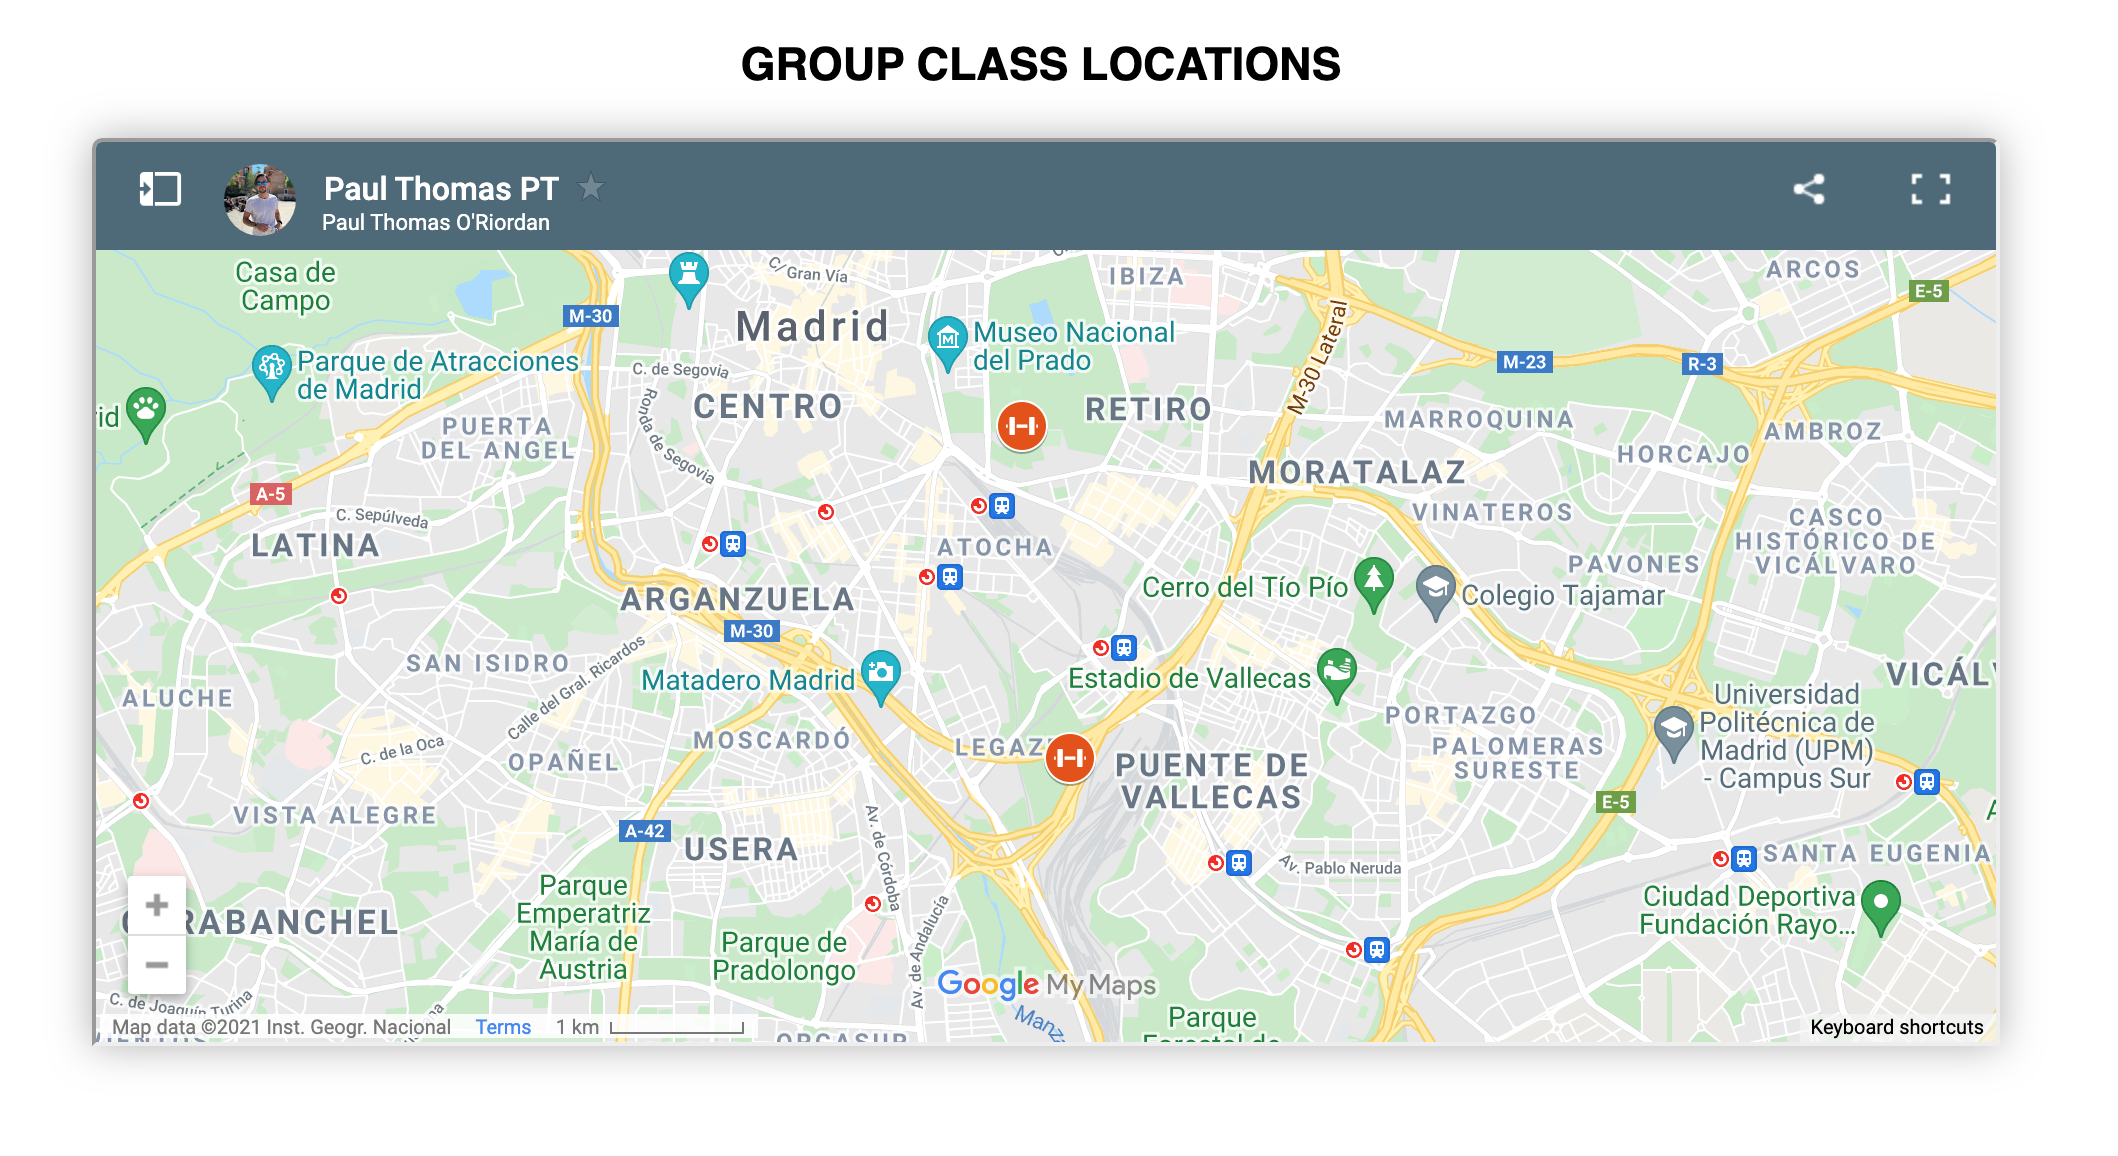 GROUP CLASS LOCATIONS
Paul Thomas PT
Paul Thomas O'Riordan
Casa de
Campo
M-30
C/ Gran Vía
IBIZA
ARCOS
E-5
Madrid
Museo Nacional
del Prado
M-30 Lateral
M-23
R-3
Parque de Atracciones
de Madrid
rid
C. de Segovia
Ronda de Segovia
CENTRO
RETIRO
PUERTA
DEL ANGEL
MARROQUINA
HORCAJO
AMBROZ
MORATALAZ
A-5
C. Sepúlveda
LATINA
VINATEROS
CASCO
HISTÓRICO DE
VICÁLVARO
ATOCHA
PAVONES
Cerro del Tío Pío
Colegio Tajamar
ARGANZUELA
M-30
SAN ISIDRO
Calle del Gral. Ricardos
Matadero Madrid
Estadio de Vallecas
VICÁLV
ALUCHE
Universidad
Politécnica de
Madrid (UPM)
- Campus Sur
PORTAZGO
PALOMERAS
SURESTE
C. de la Oca
OPAÑEL
MOSCARDÓ
LEGAZ
PUENTE DE
VALLECAS
E-5
VISTA ALEGRE
A-42
USERA
Av. de Córdoba
Av. Pablo Neruda
SANTA EUGENIA
Parque
Emperatriz
María de
Austria
Ciudad Deportiva
Fundación Rayo...
C
RABANCHEL
Parque de
Pradolongo
Av. de Andalucía
Google My Maps
C. de Joaquín Turina
Manz
Parque
Forestal de
ORCASUR
Map data ©2021 Inst. Geogr. Nacional
Terms
1 km
Keyboard shortcuts